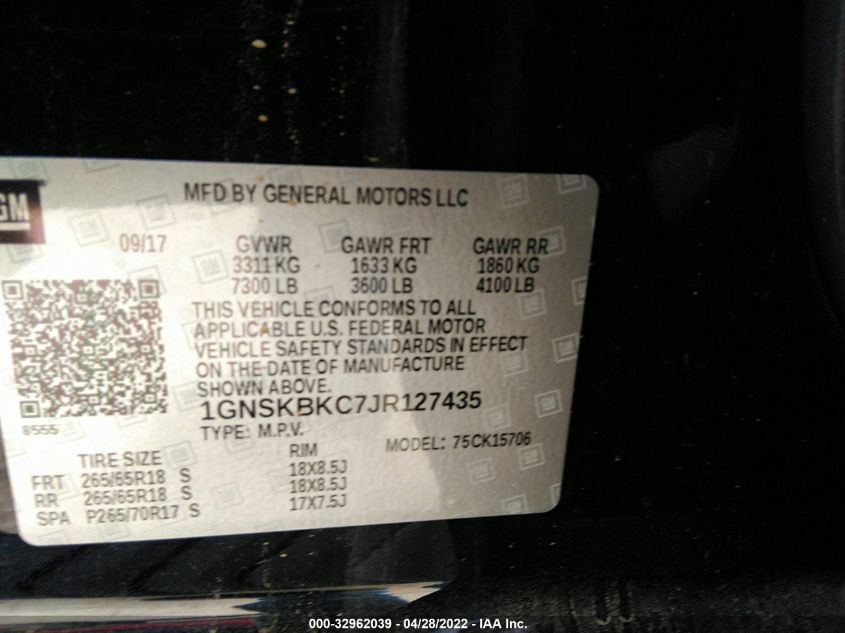 GM
MFD BY GENERAL MOTORS LLC
09/17 GVWR GAWR FRT GAWR RR
3311 KG 1633 KG 1860 KG
7300 LB 3600 LB 4100 LB
THIS VEHICLE CONFORMS TO ALL
APPLICABLE U.S. FEDERAL MOTOR
VEHICLE SAFETY STANDARDS IN EFFECT
ON THE DATE OF MANUFACTURE
SHOWN ABOVE.
1GNSKBKC7JR127435
8555
TYPE: M.P.V. MODEL: 75CK15706
TIRE SIZE RIM
FRT 265/65R18 S 18X8.5J
RR 265/65R18 S 18X8.5J
SPA P265/70R17 S 17X7.5J
000-32962039 - 04/28/2022 - IAA Inc.